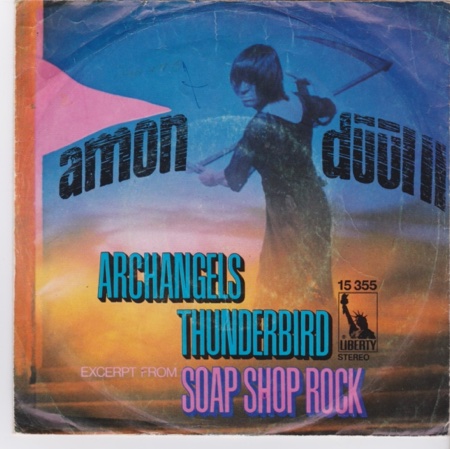 amon düül II
ARCHANGELS
THUNDERBIRD
15 355
LIBERTY
STEREO
EXCERPT FROM
SOAP SHOP ROCK